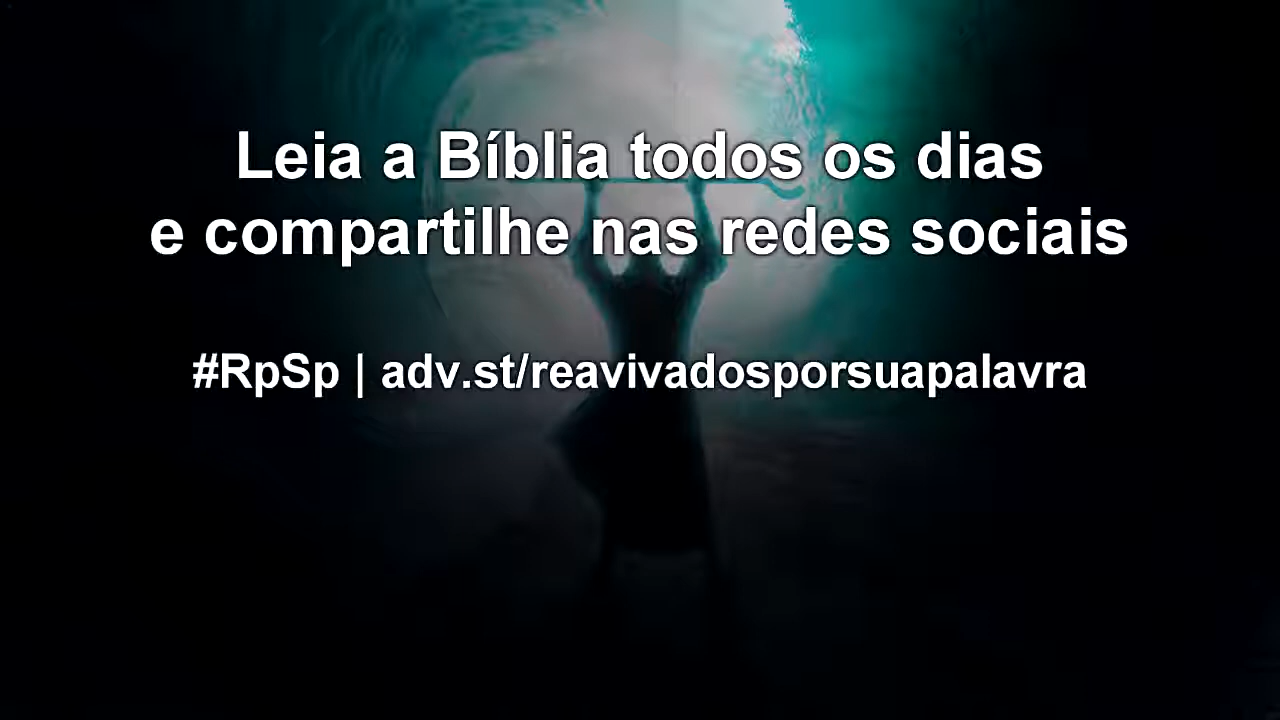 Leia a Bíblia todos os dias
e compartilhe nas redes sociais
#RpSp | adv.st/reavivadosporsuapalavra